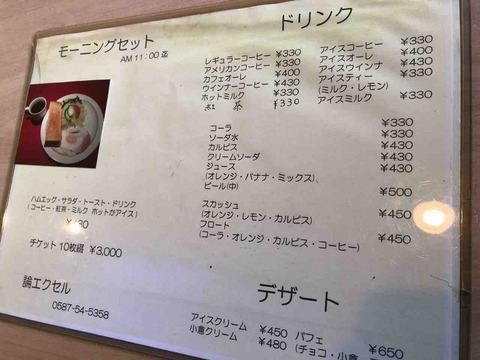 モーニングセット
AM 11：00 迄
ハムエッグ・サラダ・トースト・ドリンク
(コーヒー・紅茶・ミルク ホットかアイス)
チケット 10枚綴 ¥3,000
論エクセル
0587-54-5358
ドリンク
レギュラーコーヒー ¥330
アメリカンコーヒー ¥330
カフェオーレ ¥400
ウインナーコーヒー ¥430
ホットミルク ¥330
紅茶 ¥330
アイスコーヒー ¥330
アイスオーレ ¥400
アイスウインナ ¥430
アイスティー ¥330
(ミルク・レモン)
アイスミルク ¥330
コーラ ¥330
ソーダ水 ¥330
カルピス ¥430
クリームソーダ ¥430
ジュース ¥430
(オレンジ・バナナ・ミックス)
ビール(中) ¥500
スカッシュ ¥450
(オレンジ・レモン・カルピス)
フロート ¥450
(コーラ・オレンジ・カルピス・コーヒー)
デザート
アイスクリーム ¥450
小倉クリーム ¥480
パフェ ¥650
(チョコ・小倉